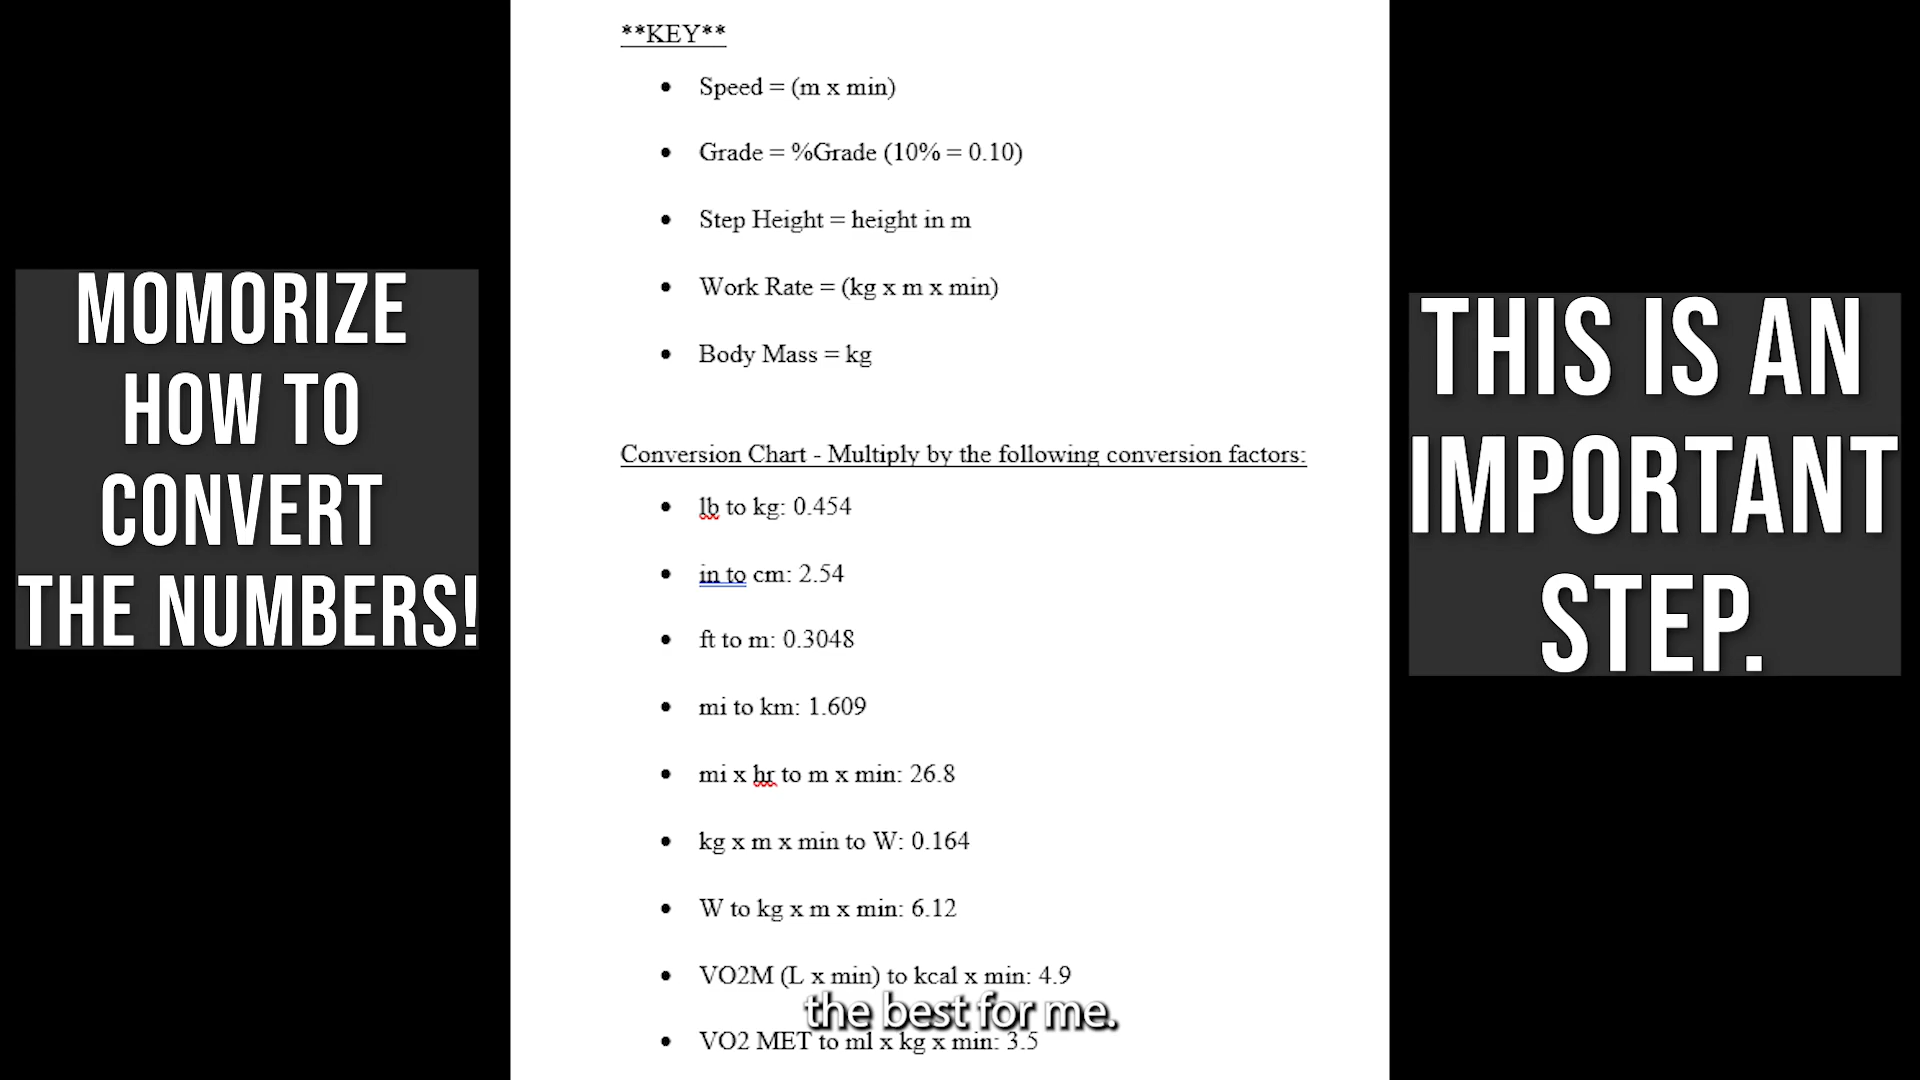 MOMORIZE
HOW TO
CONVERT
THE NUMBERS!
**KEY**
• Speed = (m x min)
• Grade = %Grade (10% = 0.10)
• Step Height = height in m
• Work Rate = (kg x m x min)
• Body Mass = kg
Conversion Chart - Multiply by the following conversion factors:
• lb to kg: 0.454
• in to cm: 2.54
• ft to m: 0.3048
• mi to km: 1.609
• mi x hr to m x min: 26.8
• kg x m x min to W: 0.164
• W to kg x m x min: 6.12
• VO2M (L x min) to kcal x min: 4.9
the best for me.
• VO2 MET to ml x kg x min: 3.5
THIS IS AN
IMPORTANT
STEP.